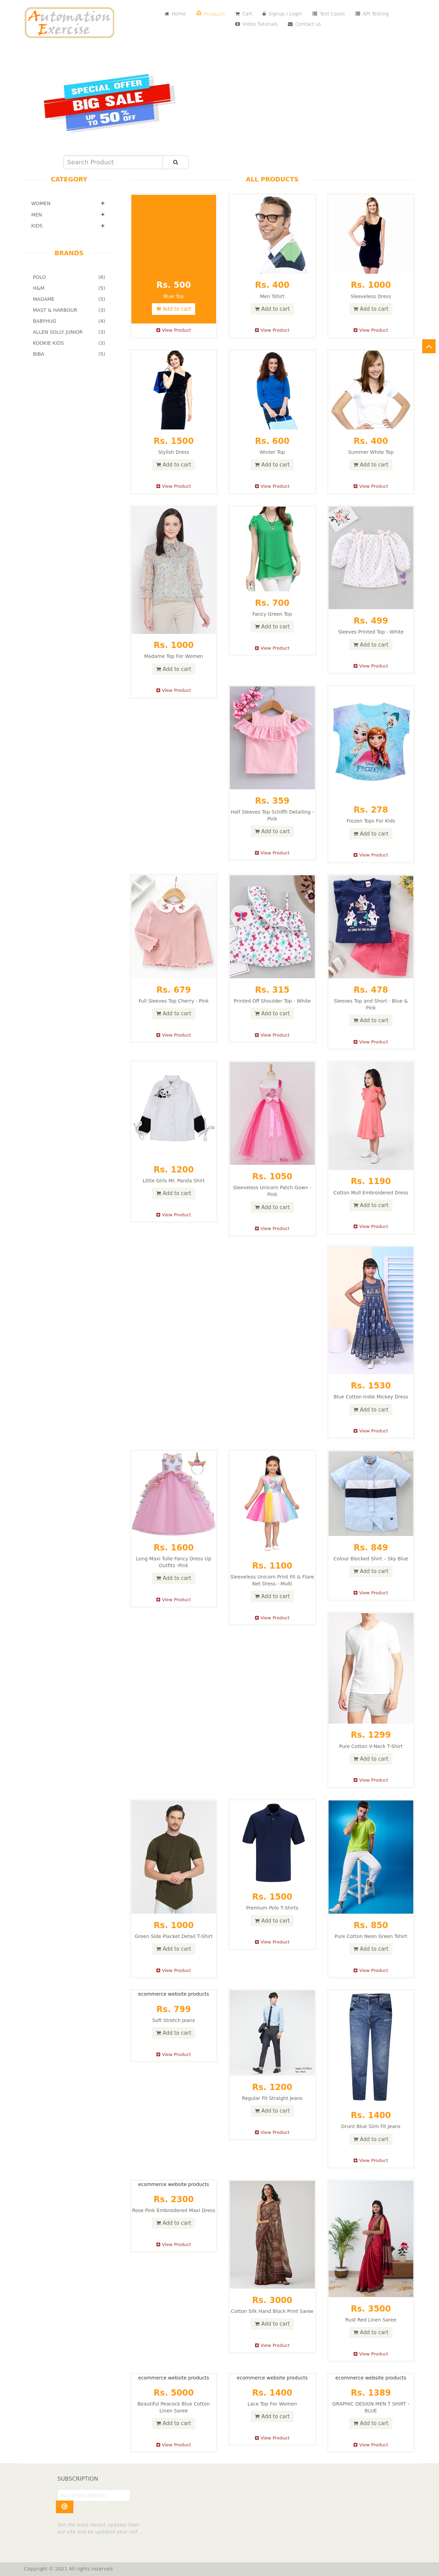 Automation
Exercise
Home
Products
Cart
Signup / Login
Test Cases
API Testing
Video Tutorials
Contact us
SPECIAL OFFER
BIG SALE
UP TO 50% OFF
Search Product
CATEGORY
WOMEN
MEN
KIDS
BRANDS
POLO (6)
H&M (5)
MADAME (5)
MAST & HARBOUR (3)
BABYHUG (4)
ALLEN SOLLY JUNIOR (3)
KOOKIE KIDS (3)
BIBA (5)
ALL PRODUCTS
Rs. 500
Blue Top
Add to cart
View Product
Rs. 400
Men Tshirt
Add to cart
View Product
Rs. 1000
Sleeveless Dress
Add to cart
View Product
Rs. 1500
Stylish Dress
Add to cart
View Product
Rs. 600
Winter Top
Add to cart
View Product
Rs. 400
Summer White Top
Add to cart
View Product
Rs. 1000
Madame Top For Women
Add to cart
View Product
Rs. 700
Fancy Green Top
Add to cart
View Product
Rs. 499
Sleeves Printed Top - White
Add to cart
View Product
Rs. 359
Half Sleeves Top Schiffli Detailing -
Pink
Add to cart
View Product
FROZEN
Rs. 278
Frozen Tops For Kids
Add to cart
View Product
Rs. 679
Full Sleeves Top Cherry - Pink
Add to cart
View Product
Rs. 315
Printed Off Shoulder Top - White
Add to cart
View Product
Rs. 478
Sleeves Top and Short - Blue &
Pink
Add to cart
View Product
Rs. 1200
Little Girls Mr. Panda Shirt
Add to cart
View Product
Rs. 1050
Sleeveless Unicorn Patch Gown -
Pink
Add to cart
View Product
Rs. 1190
Cotton Mull Embroidered Dress
Add to cart
View Product
Rs. 1530
Blue Cotton Indie Mickey Dress
Add to cart
View Product
Rs. 1600
Long Maxi Tulle Fancy Dress Up
Outfits -Pink
Add to cart
View Product
Rs. 1100
Sleeveless Unicorn Print Fit & Flare
Net Dress - Multi
Add to cart
View Product
Rs. 849
Colour Blocked Shirt – Sky Blue
Add to cart
View Product
Rs. 1299
Pure Cotton V-Neck T-Shirt
Add to cart
View Product
Rs. 1000
Green Side Placket Detail T-Shirt
Add to cart
View Product
Rs. 1500
Premium Polo T-Shirts
Add to cart
View Product
Rs. 850
Pure Cotton Neon Green Tshirt
Add to cart
View Product
ecommerce website products
Rs. 799
Soft Stretch Jeans
Add to cart
View Product
Rs. 1200
Regular Fit Straight Jeans
Add to cart
View Product
Rs. 1400
Grunt Blue Slim Fit Jeans
Add to cart
View Product
ecommerce website products
Rs. 2300
Rose Pink Embroidered Maxi Dress
Add to cart
View Product
Rs. 3000
Cotton Silk Hand Block Print Saree
Add to cart
View Product
Rs. 3500
Rust Red Linen Saree
Add to cart
View Product
ecommerce website products
Rs. 5000
Beautiful Peacock Blue Cotton
Linen Saree
Add to cart
View Product
ecommerce website products
Rs. 1400
Lace Top For Women
Add to cart
View Product
ecommerce website products
Rs. 1389
GRAPHIC DESIGN MEN T SHIRT -
BLUE
Add to cart
View Product
SUBSCRIPTION
Your email address
Get the most recent updates from
our site and be updated your self...
Copyright © 2021 All rights reserved